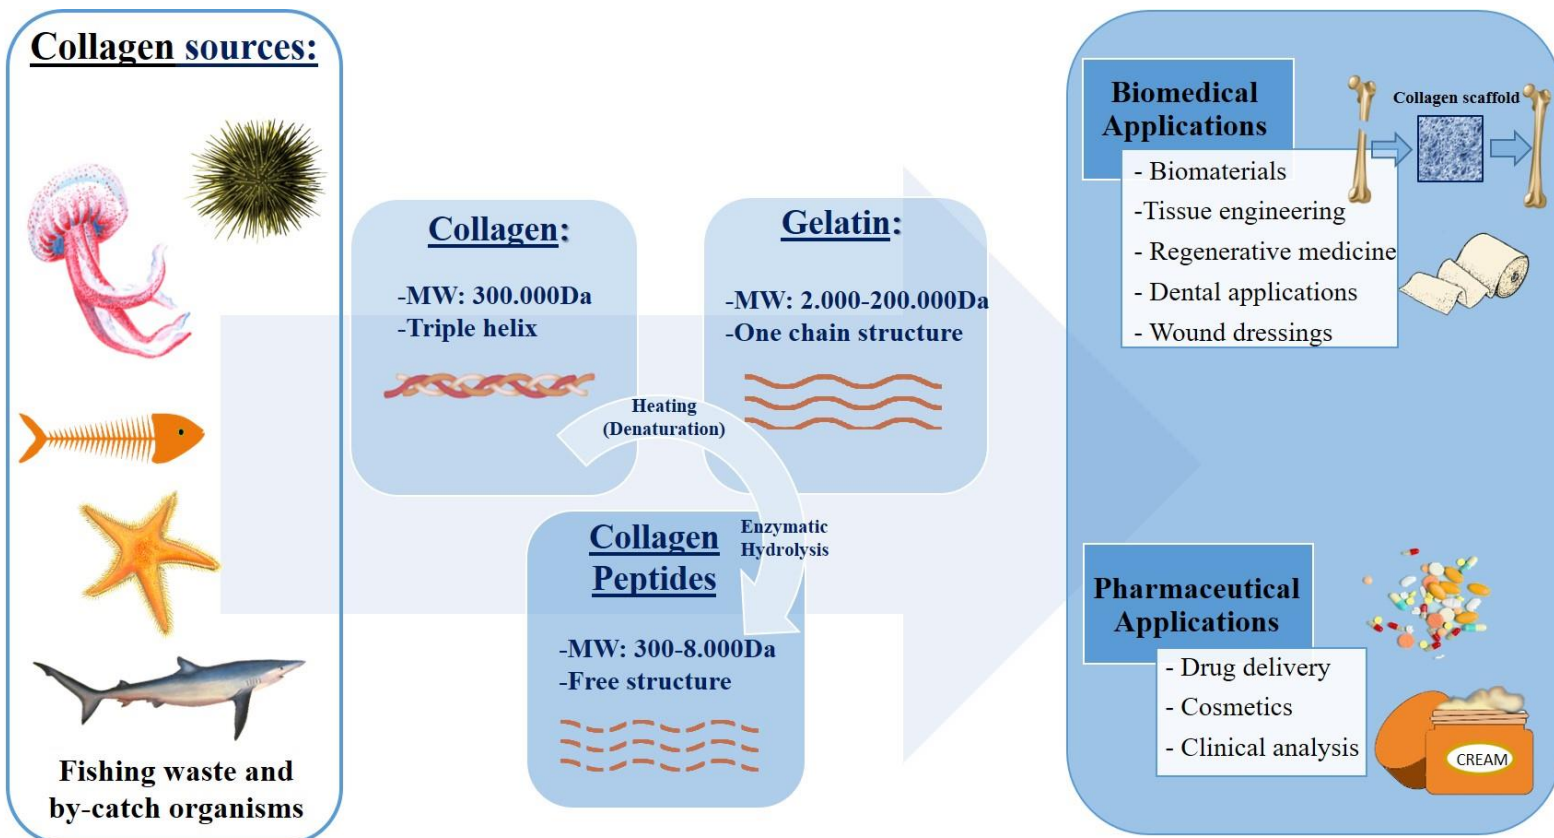 Collagen sources:
Fishing waste and
by-catch organisms
Collagen:
-MW: 300.000Da
-Triple helix
Gelatin:
-MW: 2.000-200.000Da
-One chain structure
Heating
(Denaturation)
Enzymatic
Hydrolysis
Collagen
Peptides
-MW: 300-8.000Da
-Free structure
Biomedical
Applications
- Biomaterials
-Tissue engineering
- Regenerative medicine
- Dental applications
- Wound dressings
Collagen scaffold
Pharmaceutical
Applications
- Drug delivery
- Cosmetics
- Clinical analysis
CREAM